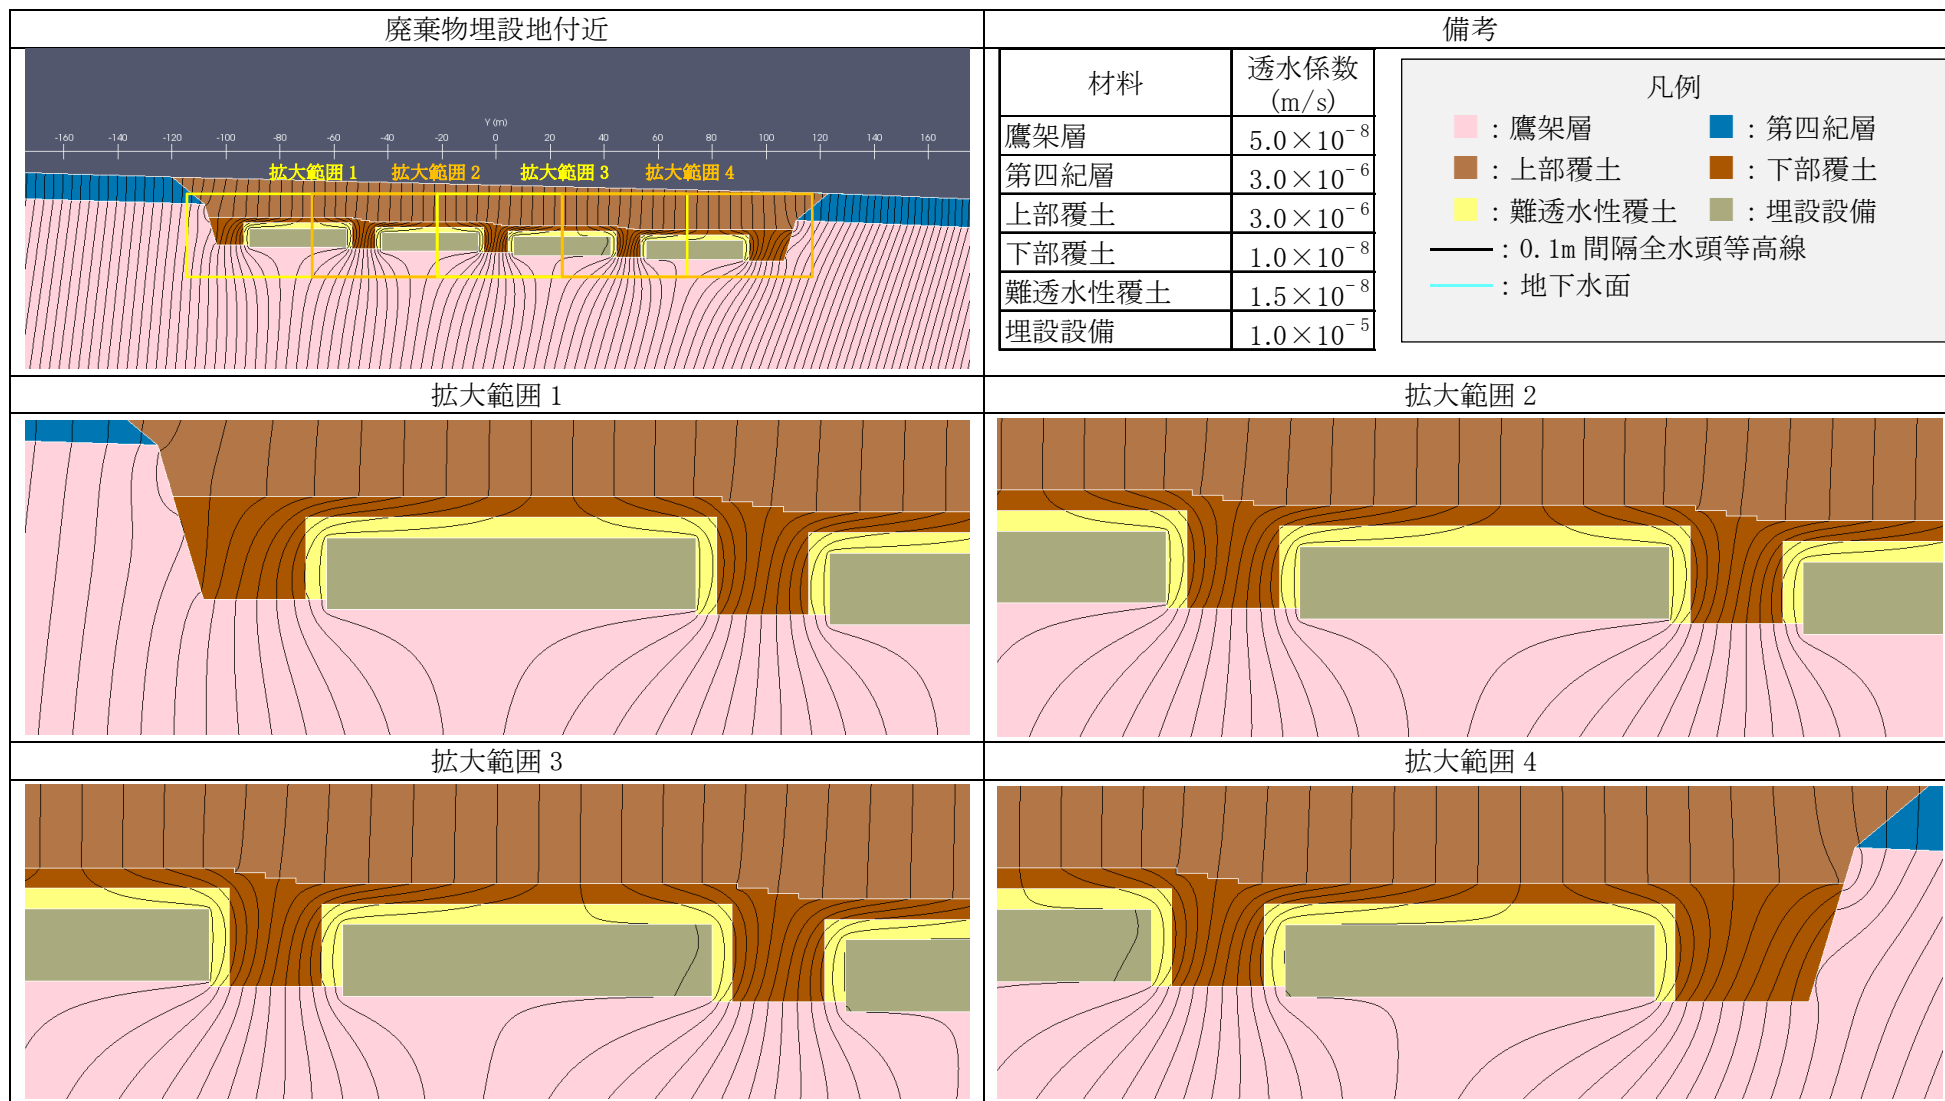 廃棄物埋設地付近
備考
Y (m)
-160 -140 -120 -100 -80 -60 -40 -20 0 20 40 60 80 100 120 140 160
拡大範囲 1 拡大範囲 2 拡大範囲 3 拡大範囲 4
材料 透水係数 (m/s)
鷹架層 5.0×10⁻⁸
第四紀層 3.0×10⁻⁶
上部覆土 3.0×10⁻⁶
下部覆土 1.0×10⁻⁸
難透水性覆土 1.5×10⁻⁸
埋設設備 1.0×10⁻⁵
凡例
：鷹架層 ：第四紀層
：上部覆土 ：下部覆土
：難透水性覆土 ：埋設設備
：0.1m 間隔全水頭等高線
：地下水面
拡大範囲 1
拡大範囲 2
拡大範囲 3
拡大範囲 4